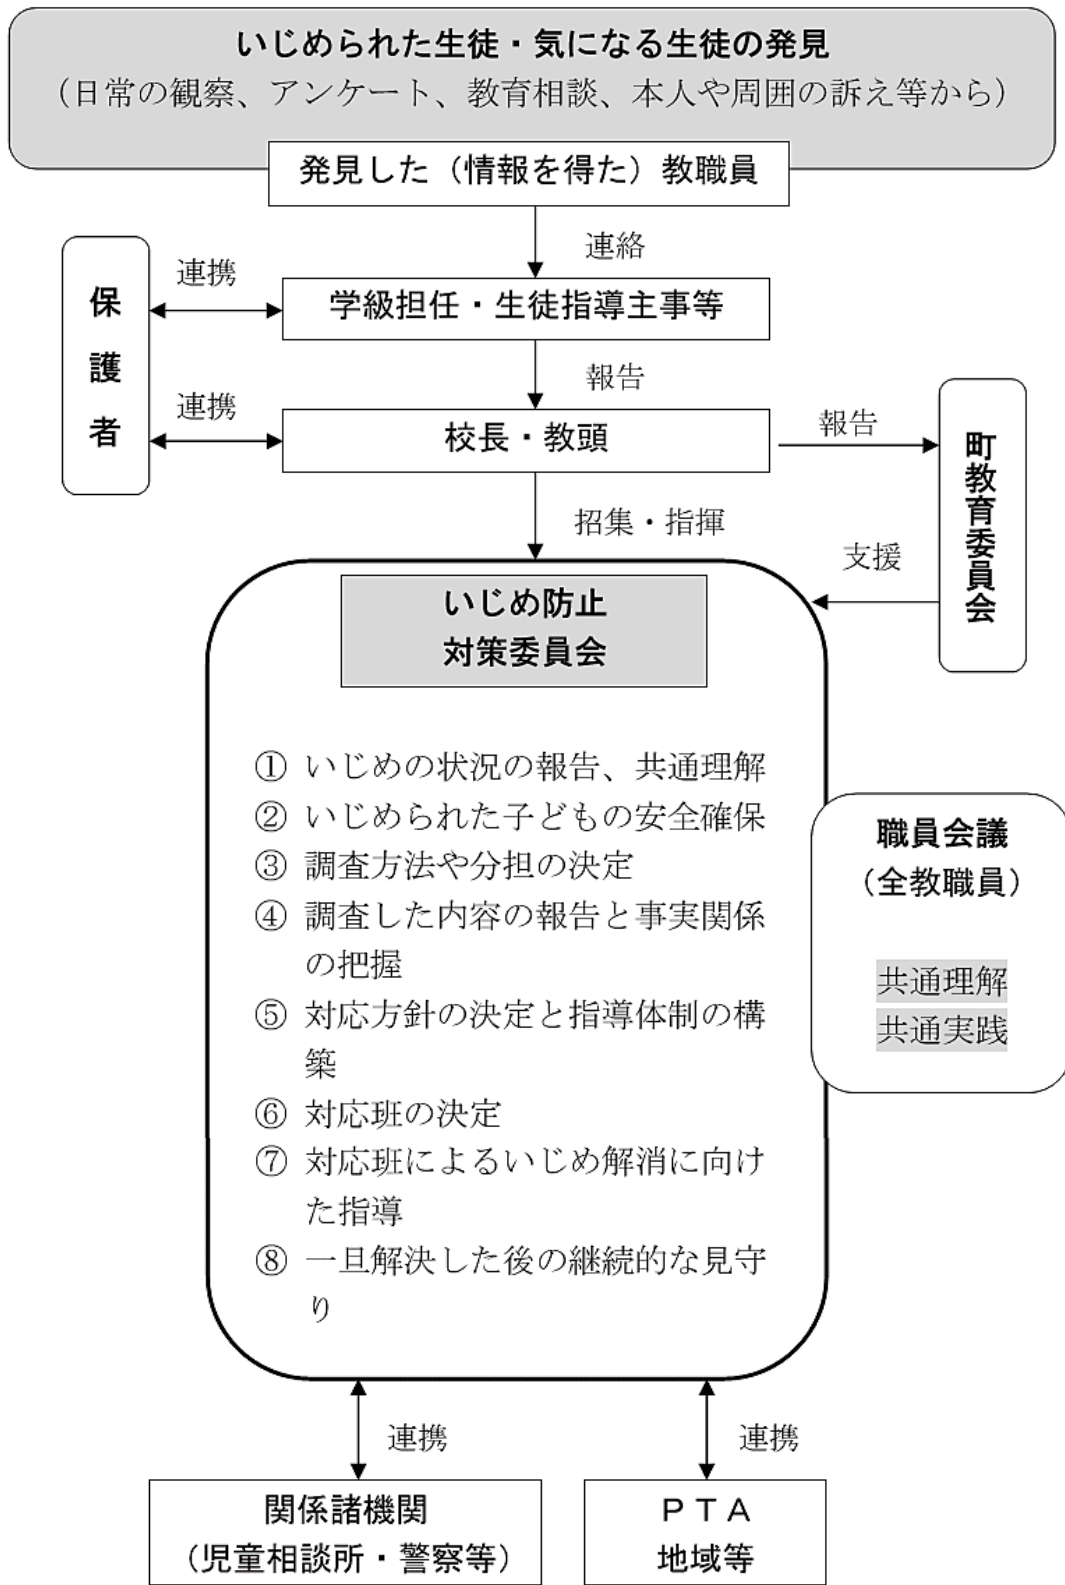 いじめられた生徒・気になる生徒の発見
（日常の観察、アンケート、教育相談、本人や周囲の訴え等から）
発見した（情報を得た）教職員
連絡
連携
学級担任・生徒指導主事等
保護者
報告
連携
校長・教頭
報告
町教育委員会
招集・指揮
支援
いじめ防止
対策委員会
① いじめの状況の報告、共通理解
② いじめられた子どもの安全確保
③ 調査方法や分担の決定
④ 調査した内容の報告と事実関係
の把握
⑤ 対応方針の決定と指導体制の構
築
⑥ 対応班の決定
⑦ 対応班によるいじめ解消に向け
た指導
⑧ 一旦解決した後の継続的な見守
り
職員会議
（全教職員）
共通理解
共通実践
連携
連携
関係諸機関
（児童相談所・警察等）
ＰＴＡ
地域等